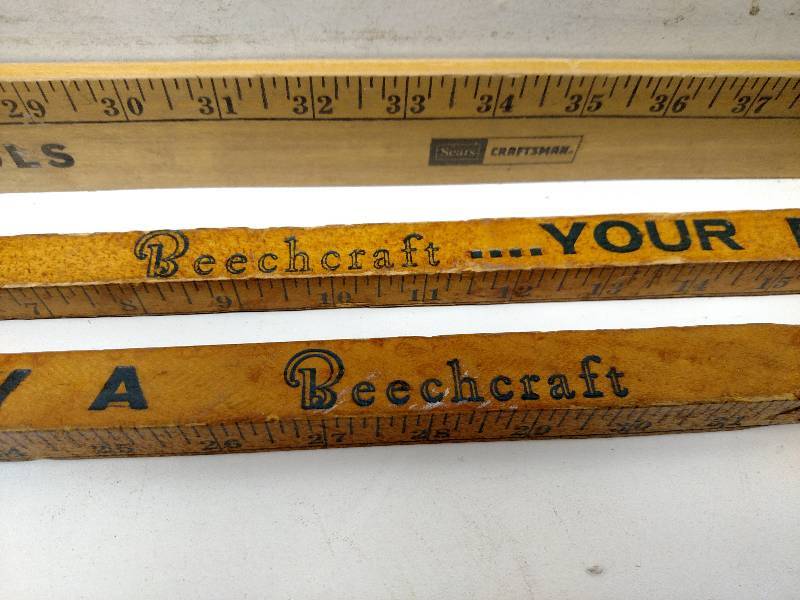 29 30 31 32 33 34 35 36 37
OLS Sears CRAFTSMAN
Beechcraft ....YOUR
7 8 9 10 11 12 13 14 15
Y A Beechcraft
25 26 27 28 29 30 31